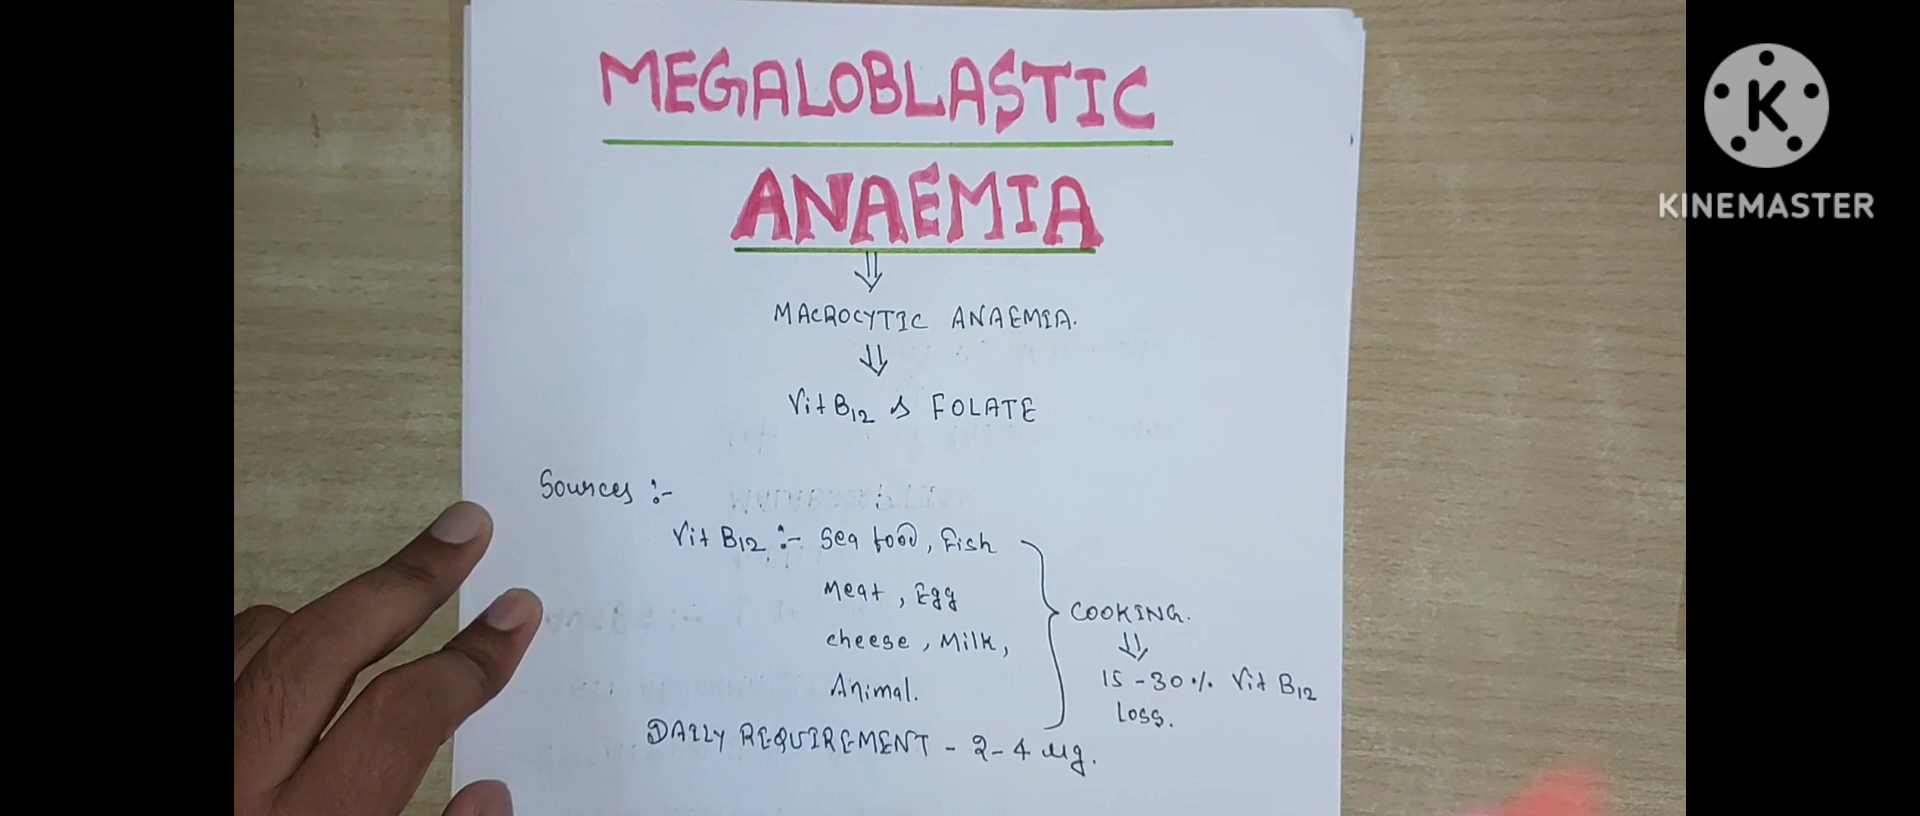 MEGALOBLASTIC
ANAEMIA
MACROCYTIC ANAEMIA.
Vit B12 & FOLATE
Sources :-
Vit B12 :- Sea food, Fish
Meat, Egg
cheese, Milk,
Animal.
COOKING.
15-30% Vit B12
Loss.
DAILY REQUIREMENT - 2-4 µg.
K
KINEMASTER